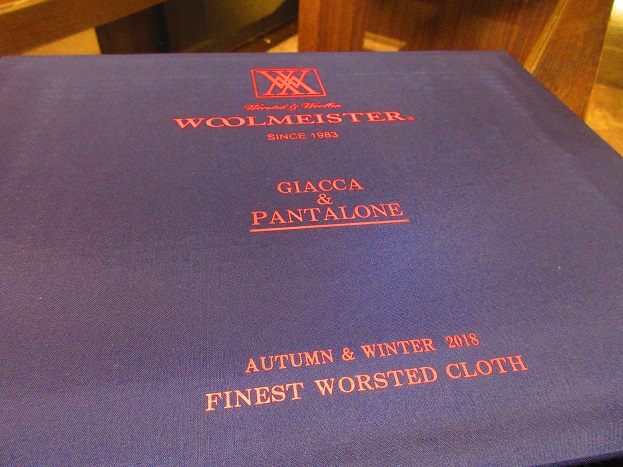 Worsted & Woollen
WOOLMEISTER®
SINCE 1983
GIACCA
&
PANTALONE
AUTUMN & WINTER 2018
FINEST WORSTED CLOTH